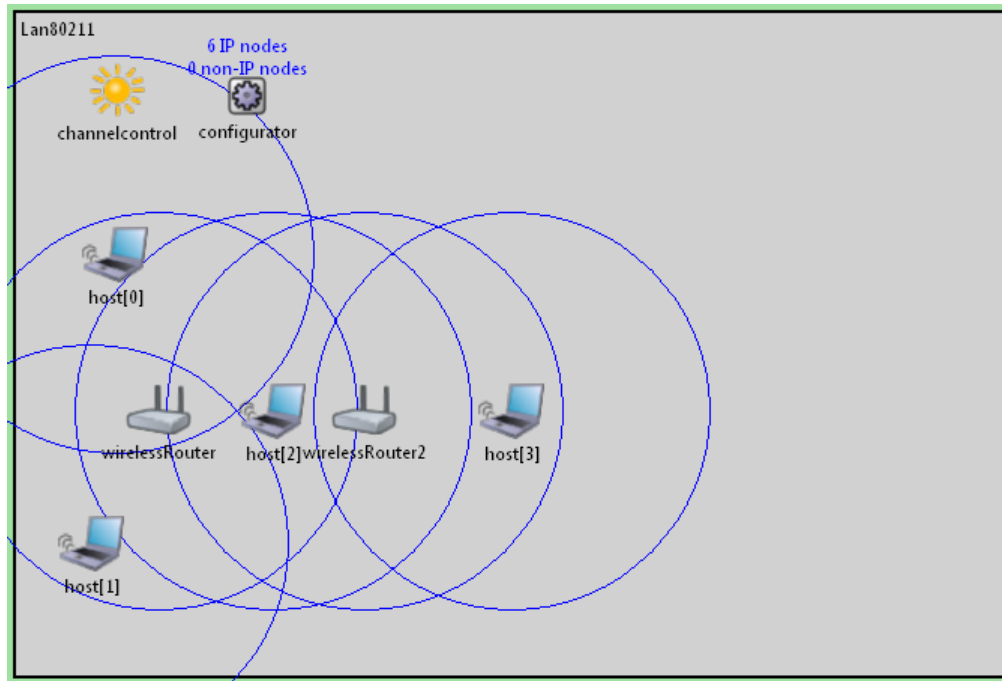 Lan80211
6 IP nodes
0 non-IP nodes
channelcontrol
configurator
host[0]
wirelessRouter
host[2]
wirelessRouter2
host[3]
host[1]